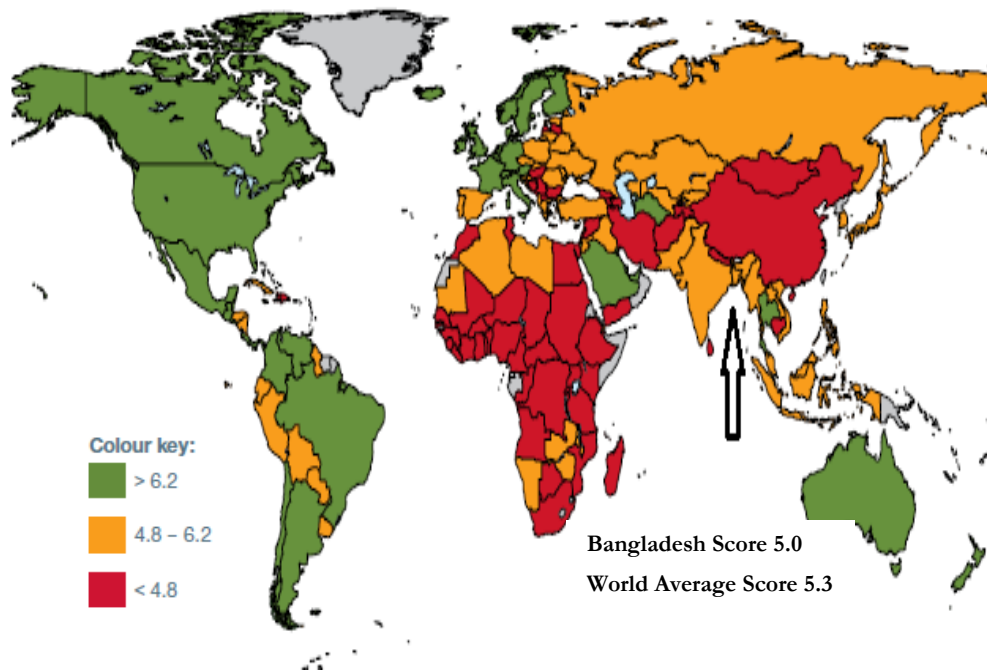 Colour key:
> 6.2
4.8 – 6.2
< 4.8
Bangladesh Score 5.0
World Average Score 5.3